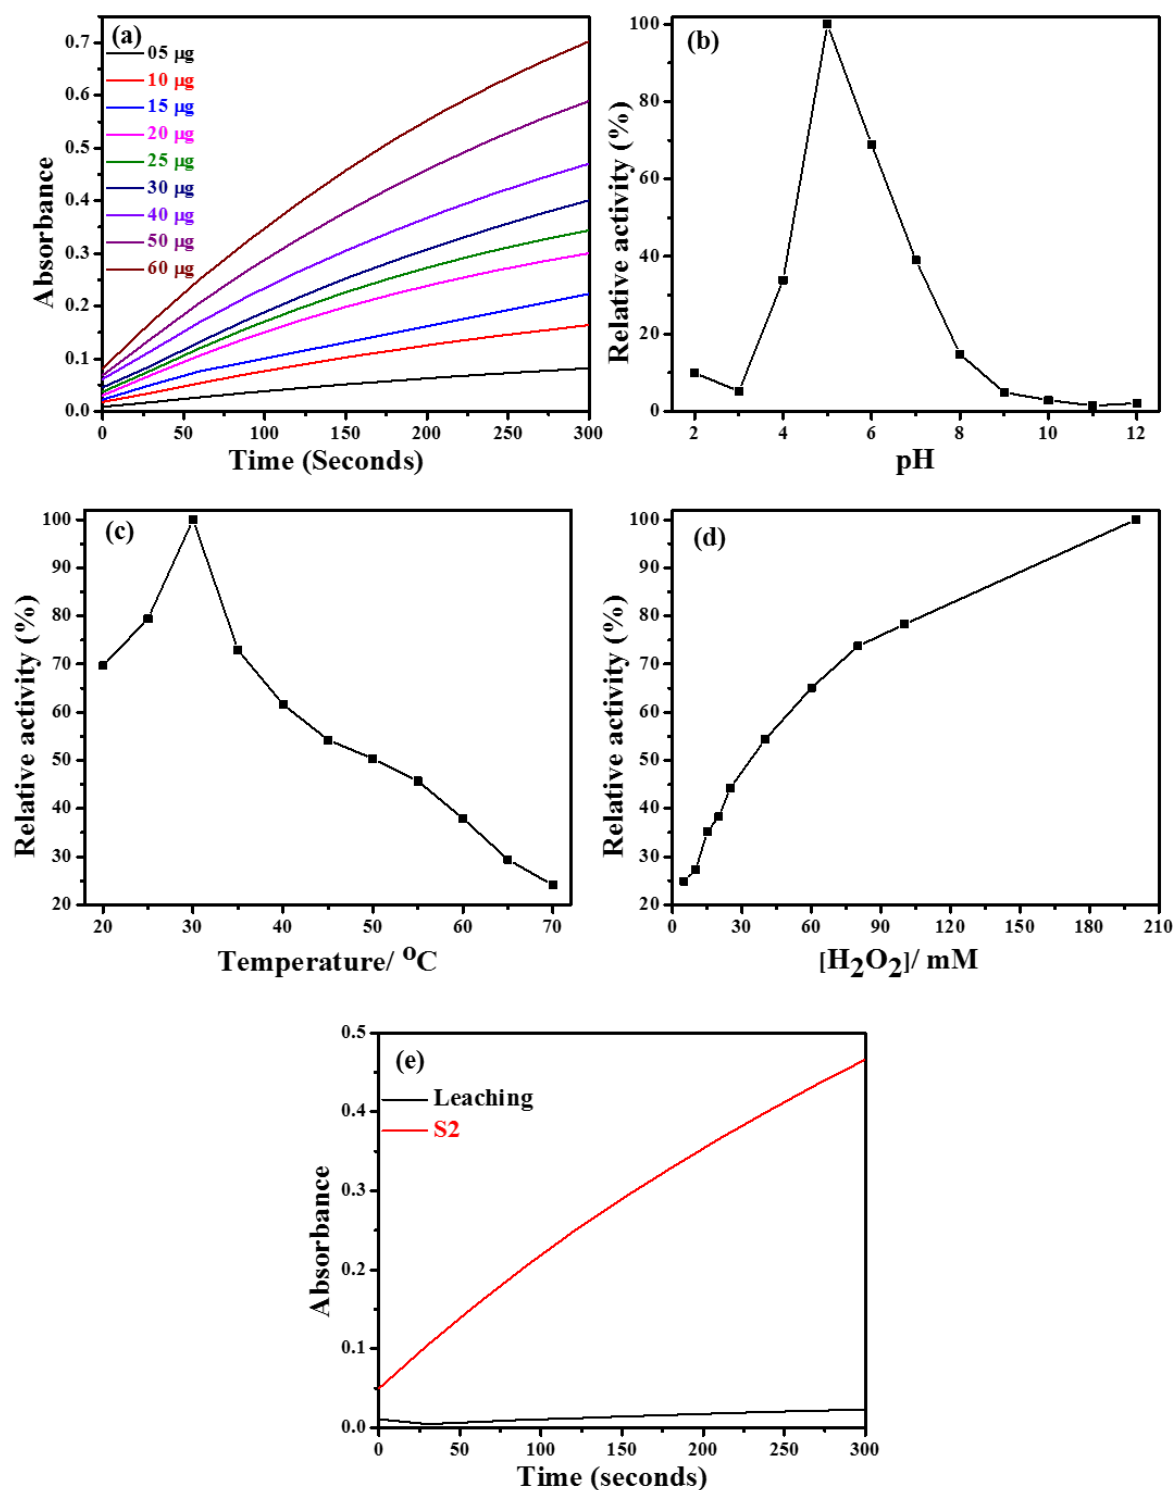 (a)
05 µg
10 µg
15 µg
20 µg
25 µg
30 µg
40 µg
50 µg
60 µg
Absorbance
0.7
0.6
0.5
0.4
0.3
0.2
0.1
0.0
0 50 100 150 200 250 300
Time (Seconds)
(b)
Relative activity (%)
100
80
60
40
20
0
2 4 6 8 10 12
pH
(c)
Relative activity (%)
100
90
80
70
60
50
40
30
20
20 30 40 50 60 70
Temperature/ °C
(d)
Relative activity (%)
100
90
80
70
60
50
40
30
20
0 30 60 90 120 150 180 210
[H₂O₂]/ mM
(e)
Leaching
S2
Absorbance
0.5
0.4
0.3
0.2
0.1
0.0
0 50 100 150 200 250 300
Time (seconds)